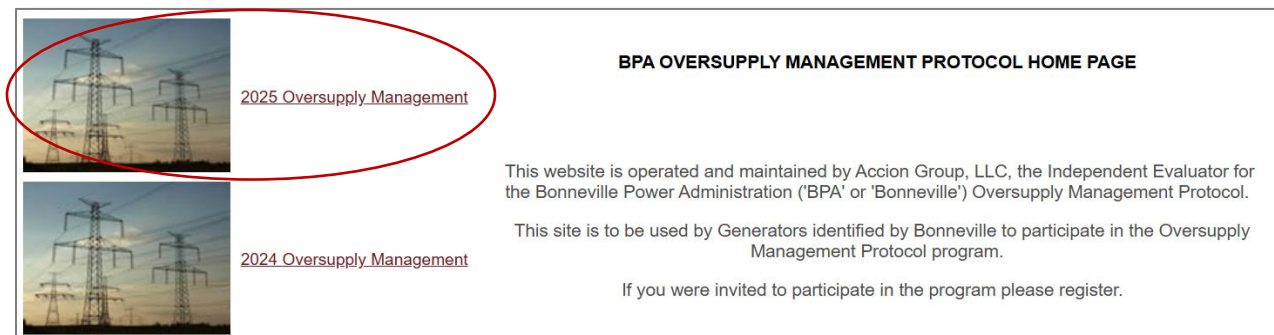 BPA OVERSUPPLY MANAGEMENT PROTOCOL HOME PAGE
2025 Oversupply Management
This website is operated and maintained by Accion Group, LLC, the Independent Evaluator for
the Bonneville Power Administration ('BPA' or 'Bonneville') Oversupply Management Protocol.
This site is to be used by Generators identified by Bonneville to participate in the Oversupply
Management Protocol program.
2024 Oversupply Management
If you were invited to participate in the program please register.